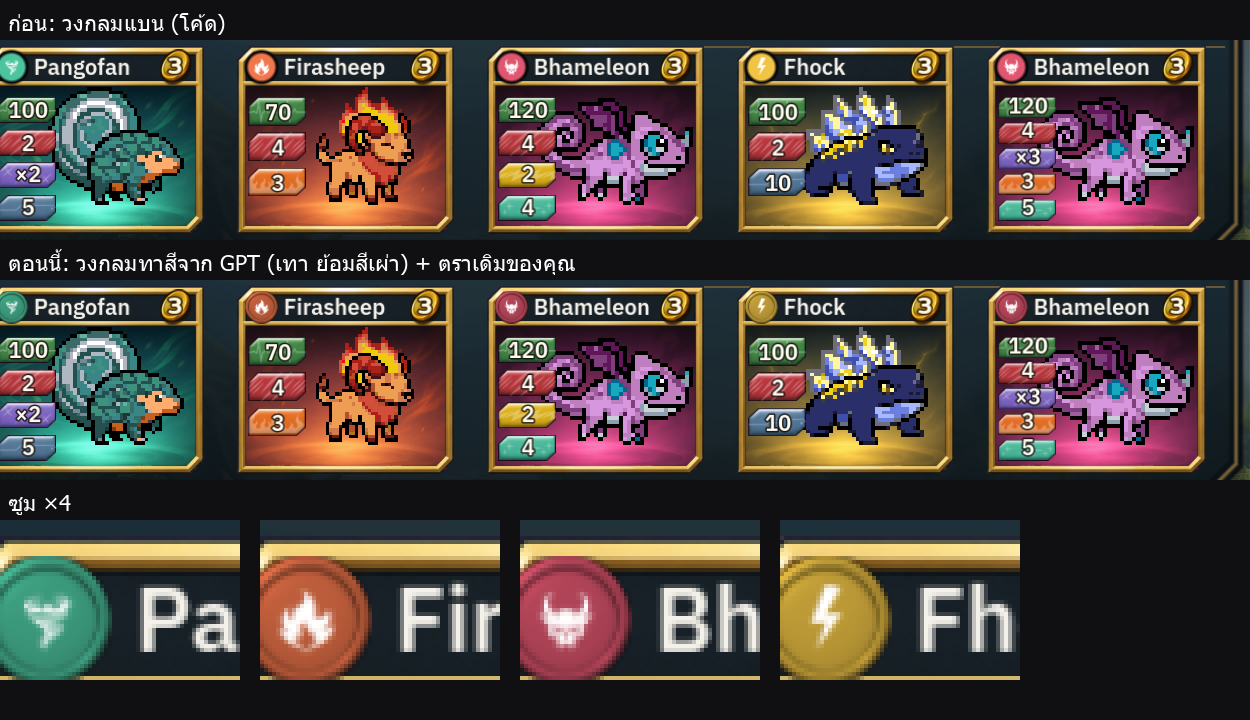 ก่อน: วงกลมแบน (โค้ด)
Pangofan 3 Firasheep 3 Bhameleon 3 Fhock 3 Bhameleon 3
100 70 120 100 120
2 4 4 2 4
×2 3 2 10 ×3
5 4 3
5
ตอนนี้: วงกลมทาสีจาก GPT (เทา ย้อมสีเผ่า) + ตราเดิมของคุณ
Pangofan 3 Firasheep 3 Bhameleon 3 Fhock 3 Bhameleon 3
100 70 120 100 120
2 4 4 2 4
×2 3 2 10 ×3
5 4 3
5
ซูม ×4
Pa Fir Bh Fh